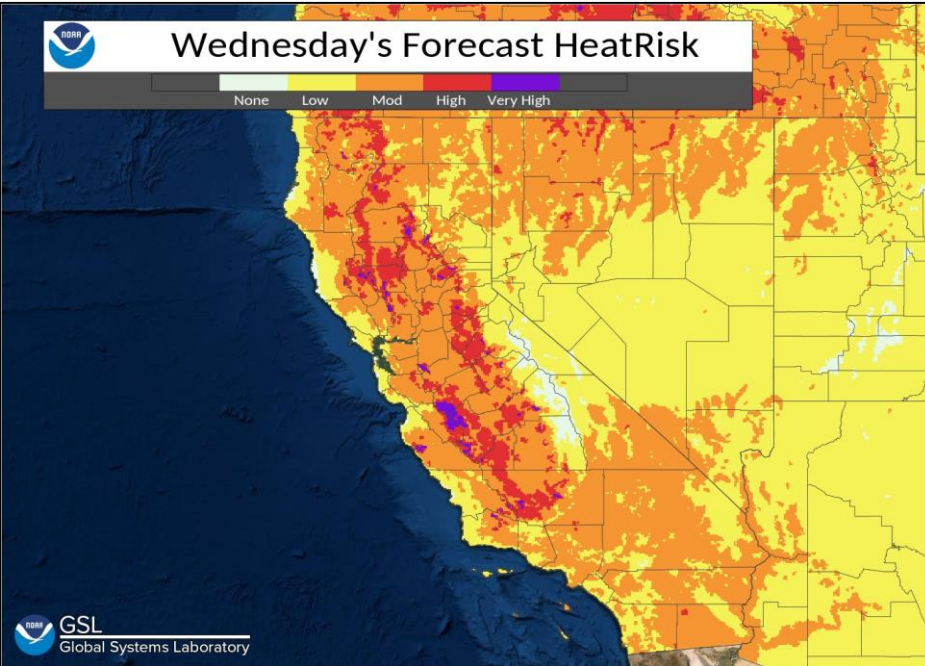 NOAA
Wednesday's Forecast HeatRisk
None Low Mod High Very High
NOAA
GSL
Global Systems Laboratory